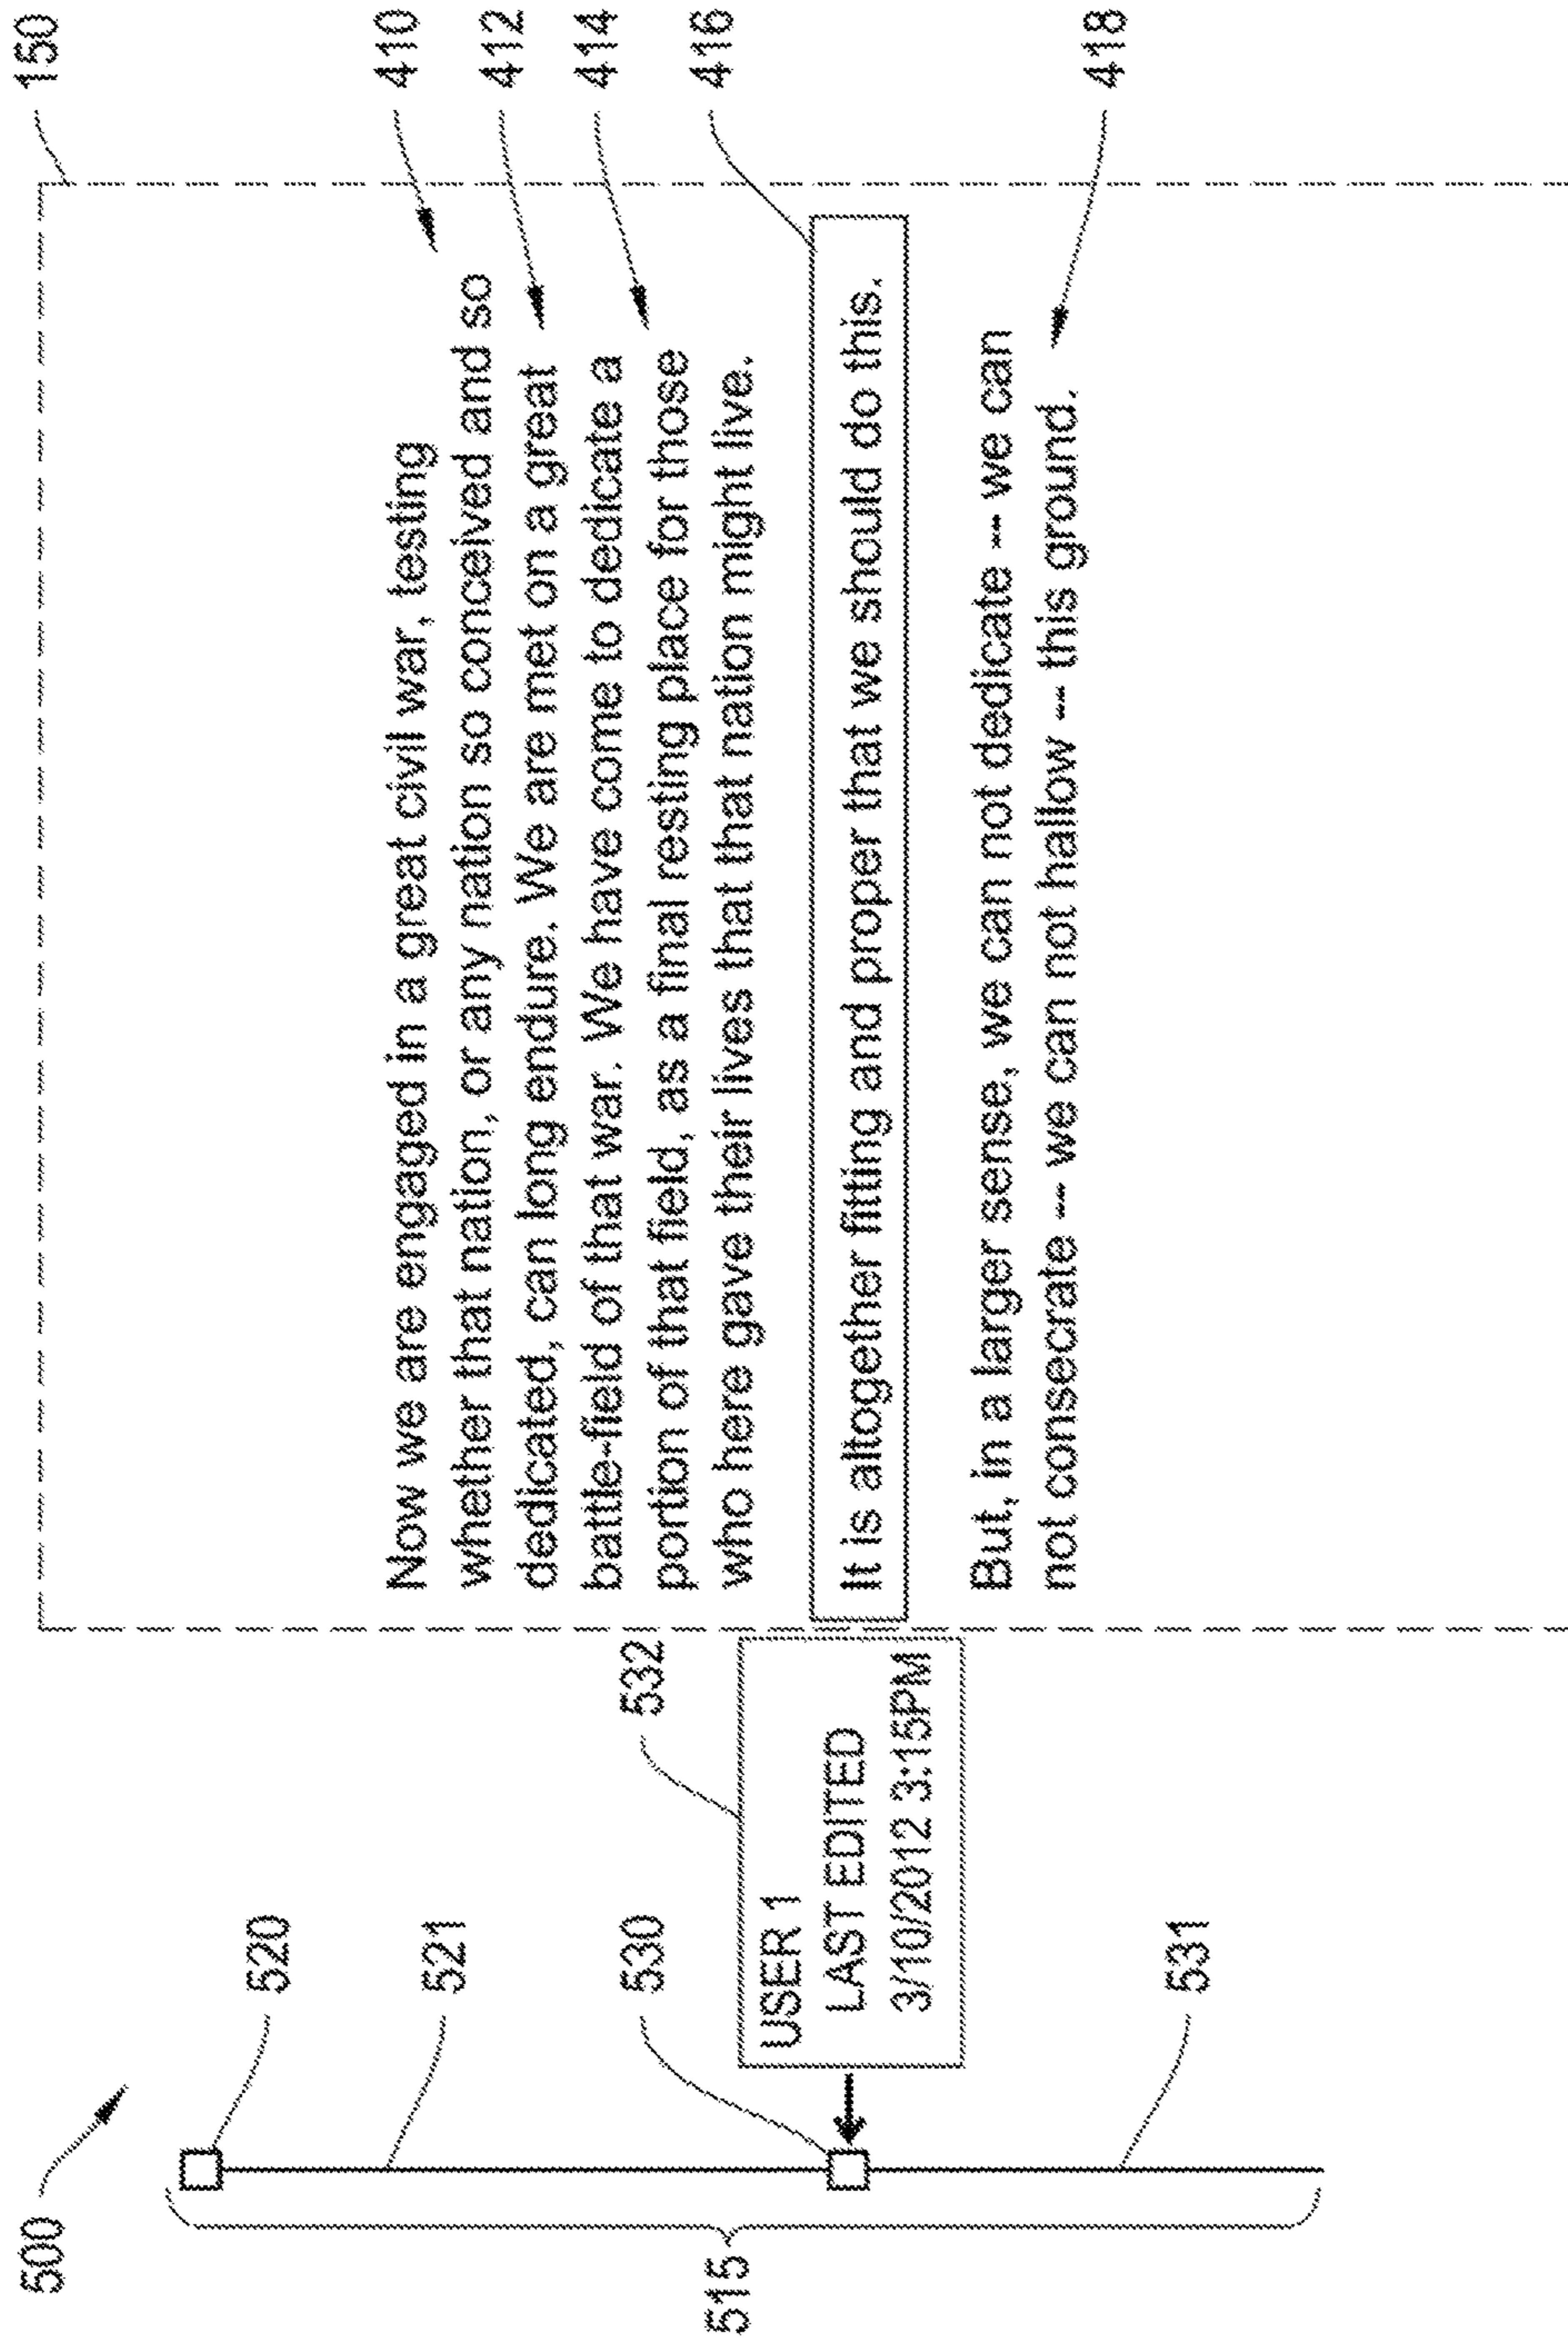 500
150
520
521
530
532
531
515
USER 1
LAST EDITED
3/10/2012 3:15PM
Now we are engaged in a great civil war, testing
whether that nation, or any nation so conceived and so
dedicated, can long endure. We are met on a great
battle-field of that war. We have come to dedicate a
portion of that field, as a final resting place for those
who here gave their lives that that nation might live.
It is altogether fitting and proper that we should do this.
But, in a larger sense, we can not dedicate -- we can
not consecrate -- we can not hallow -- this ground.
410
412
414
416
418